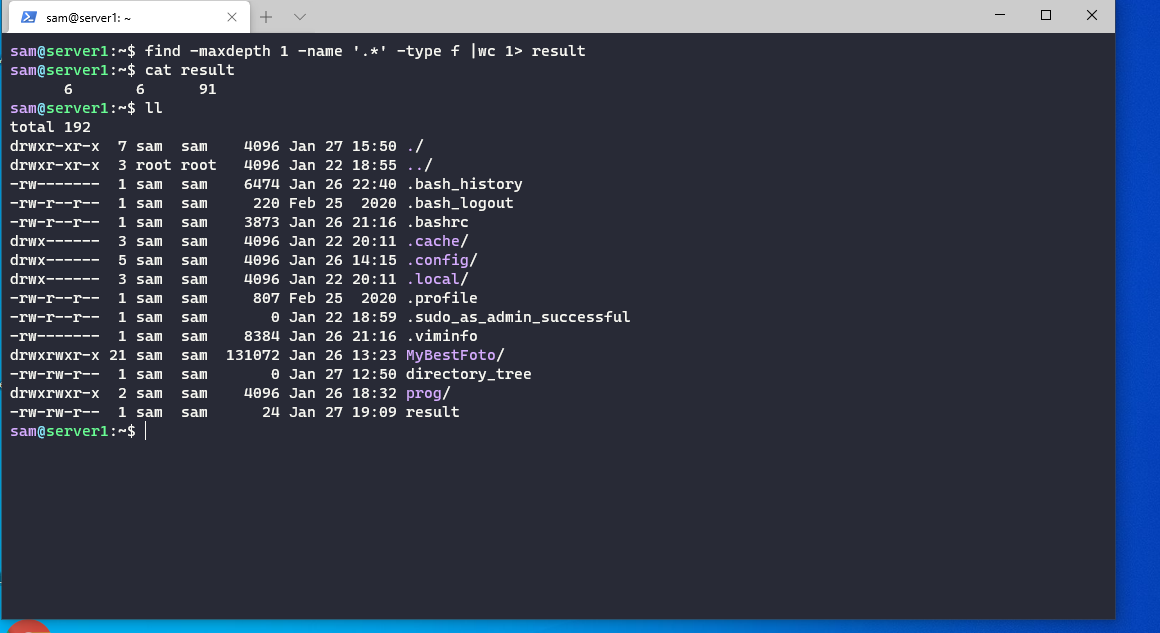 sam@server1: ~
sam@server1:~$ find -maxdepth 1 -name '.*' -type f |wc 1> result
sam@server1:~$ cat result
      6       6      91
sam@server1:~$ ll
total 192
drwxr-xr-x  7 sam  sam    4096 Jan 27 15:50 ./
drwxr-xr-x  3 root root   4096 Jan 22 18:55 ../
-rw-------  1 sam  sam    6474 Jan 26 22:40 .bash_history
-rw-r--r--  1 sam  sam     220 Feb 25  2020 .bash_logout
-rw-r--r--  1 sam  sam    3873 Jan 26 21:16 .bashrc
drwx------  3 sam  sam    4096 Jan 22 20:11 .cache/
drwx------  5 sam  sam    4096 Jan 26 14:15 .config/
drwx------  3 sam  sam    4096 Jan 22 20:11 .local/
-rw-r--r--  1 sam  sam     807 Feb 25  2020 .profile
-rw-r--r--  1 sam  sam       0 Jan 22 18:59 .sudo_as_admin_successful
-rw-------  1 sam  sam    8384 Jan 26 21:16 .viminfo
drwxrwxr-x 21 sam  sam  131072 Jan 26 13:23 MyBestFoto/
-rw-rw-r--  1 sam  sam       0 Jan 27 12:50 directory_tree
drwxrwxr-x  2 sam  sam    4096 Jan 26 18:32 prog/
-rw-rw-r--  1 sam  sam      24 Jan 27 19:09 result
sam@server1:~$